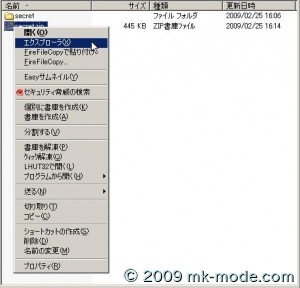 名前 サイズ 種類 更新日時
secret ファイル フォルダ 2009/02/25 16:06
secret.zip 445 KB ZIP書庫ファイル 2009/02/25 16:14
開く(O)
エクスプローラ(X)
FireFileCopyで貼り付け
FireFileCopy...
Easyサムネイル(V)
セキュリティ脅威の検索
個別に書庫を作成(K)
書庫を作成(A)
分割する(V)
書庫を解凍(P)
クィック解凍(U)
LHUT32で開く(H)
プログラムから開く(H)
送る(N)
切り取り(T)
コピー(C)
ショートカットの作成(S)
削除(D)
名前の変更(M)
プロパティ(R)
© 2009 mk-mode.com